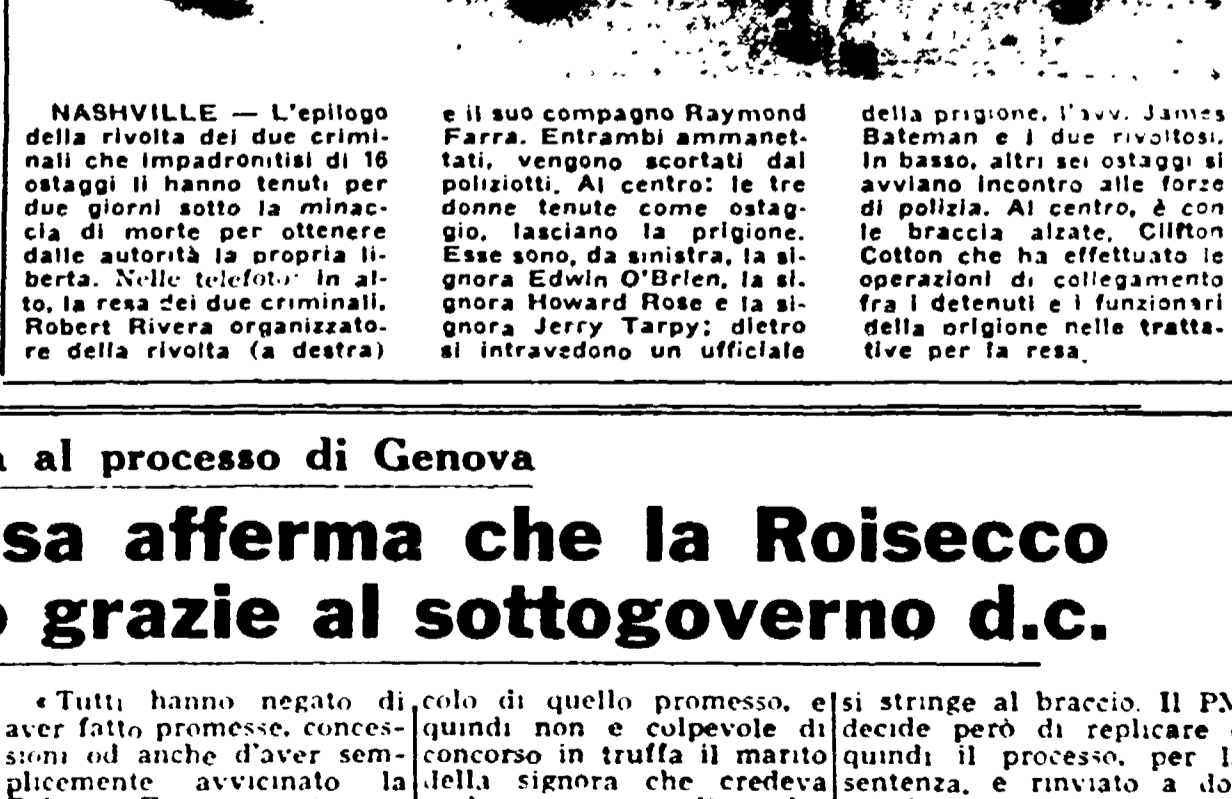 NASHVILLE — L'epilogo
della rivolta dei due crimi-
nali che impadronitisi di 16
ostaggi li hanno tenuti per
due giorni sotto la minac-
cia di morte per ottenere
dalle autorità la propria li-
berta. Nelle telefoto: in al-
to, la resa dei due criminali,
Robert Rivera organizzato-
re della rivolta (a destra)
e il suo compagno Raymond
Farra. Entrambi ammanet-
tati, vengono scortati dai
poliziotti. Al centro: le tre
donne tenute come ostag-
gio, lasciano la prigione.
Esse sono, da sinistra, la si-
gnora Edwin O'Brien, la si.
gnora Howard Rose e la si-
gnora Jerry Tarpy; dietro
si intravedono un ufficiale
della prigione, l'avv. James
Bateman e i due rivoltosi.
In basso, altri sei ostaggi si
avviano incontro alle forze
di polizia. Al centro, è con
le braccia alzate, Clifton
Cotton che ha effettuato le
operazioni di collegamento
fra i detenuti e i funzionari
della prigione nelle tratta-
tive per la resa.
al processo di Genova
sa afferma che la Roisecco
grazie al sottogoverno d.c.
«Tutti hanno negato di
aver fatto promesse, conces-
sioni od anche d'aver sem-
plicemente avvicinato la
colo di quello promesso, e
quindi non e colpevole di
concorso in truffa il marito
della signora che credeva
si stringe al braccio. Il PM
decide però di replicare
quindi il processo, per
sentenza, e rinviato a